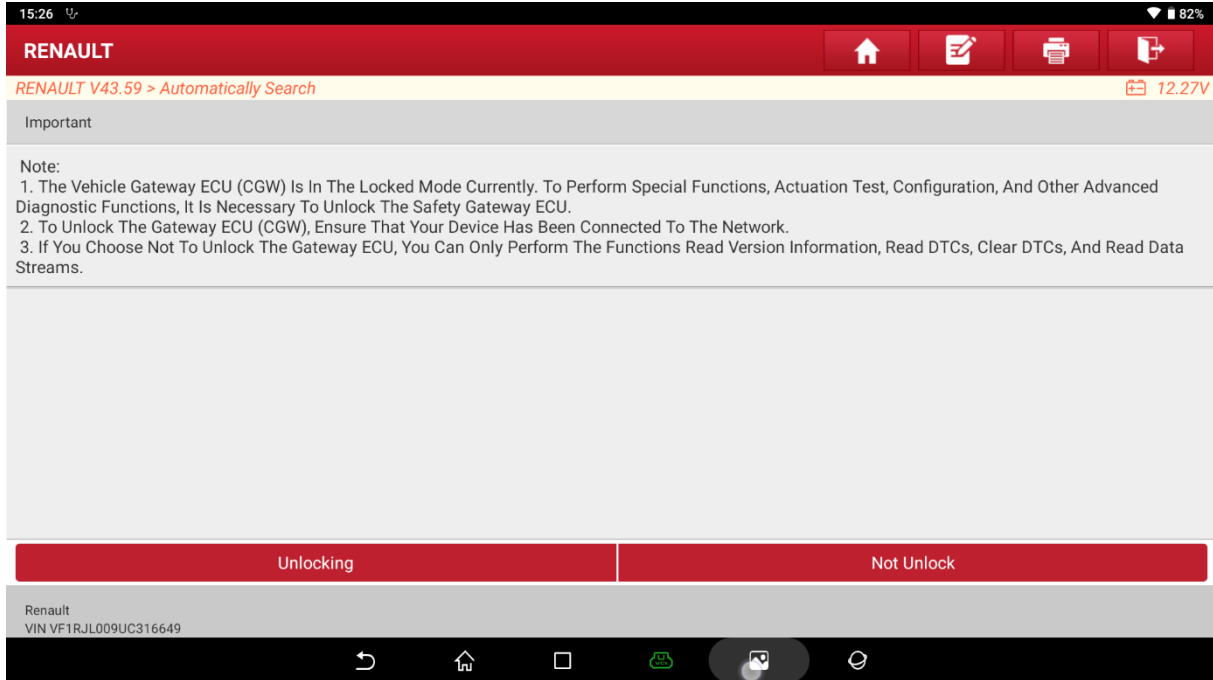 15:26
82%
RENAULT
RENAULT V43.59 > Automatically Search
12.27V
Important
Note:
1. The Vehicle Gateway ECU (CGW) Is In The Locked Mode Currently. To Perform Special Functions, Actuation Test, Configuration, And Other Advanced
Diagnostic Functions, It Is Necessary To Unlock The Safety Gateway ECU.
2. To Unlock The Gateway ECU (CGW), Ensure That Your Device Has Been Connected To The Network.
3. If You Choose Not To Unlock The Gateway ECU, You Can Only Perform The Functions Read Version Information, Read DTCs, Clear DTCs, And Read Data
Streams.
Unlocking
Not Unlock
Renault
VIN VF1RJL009UC316649